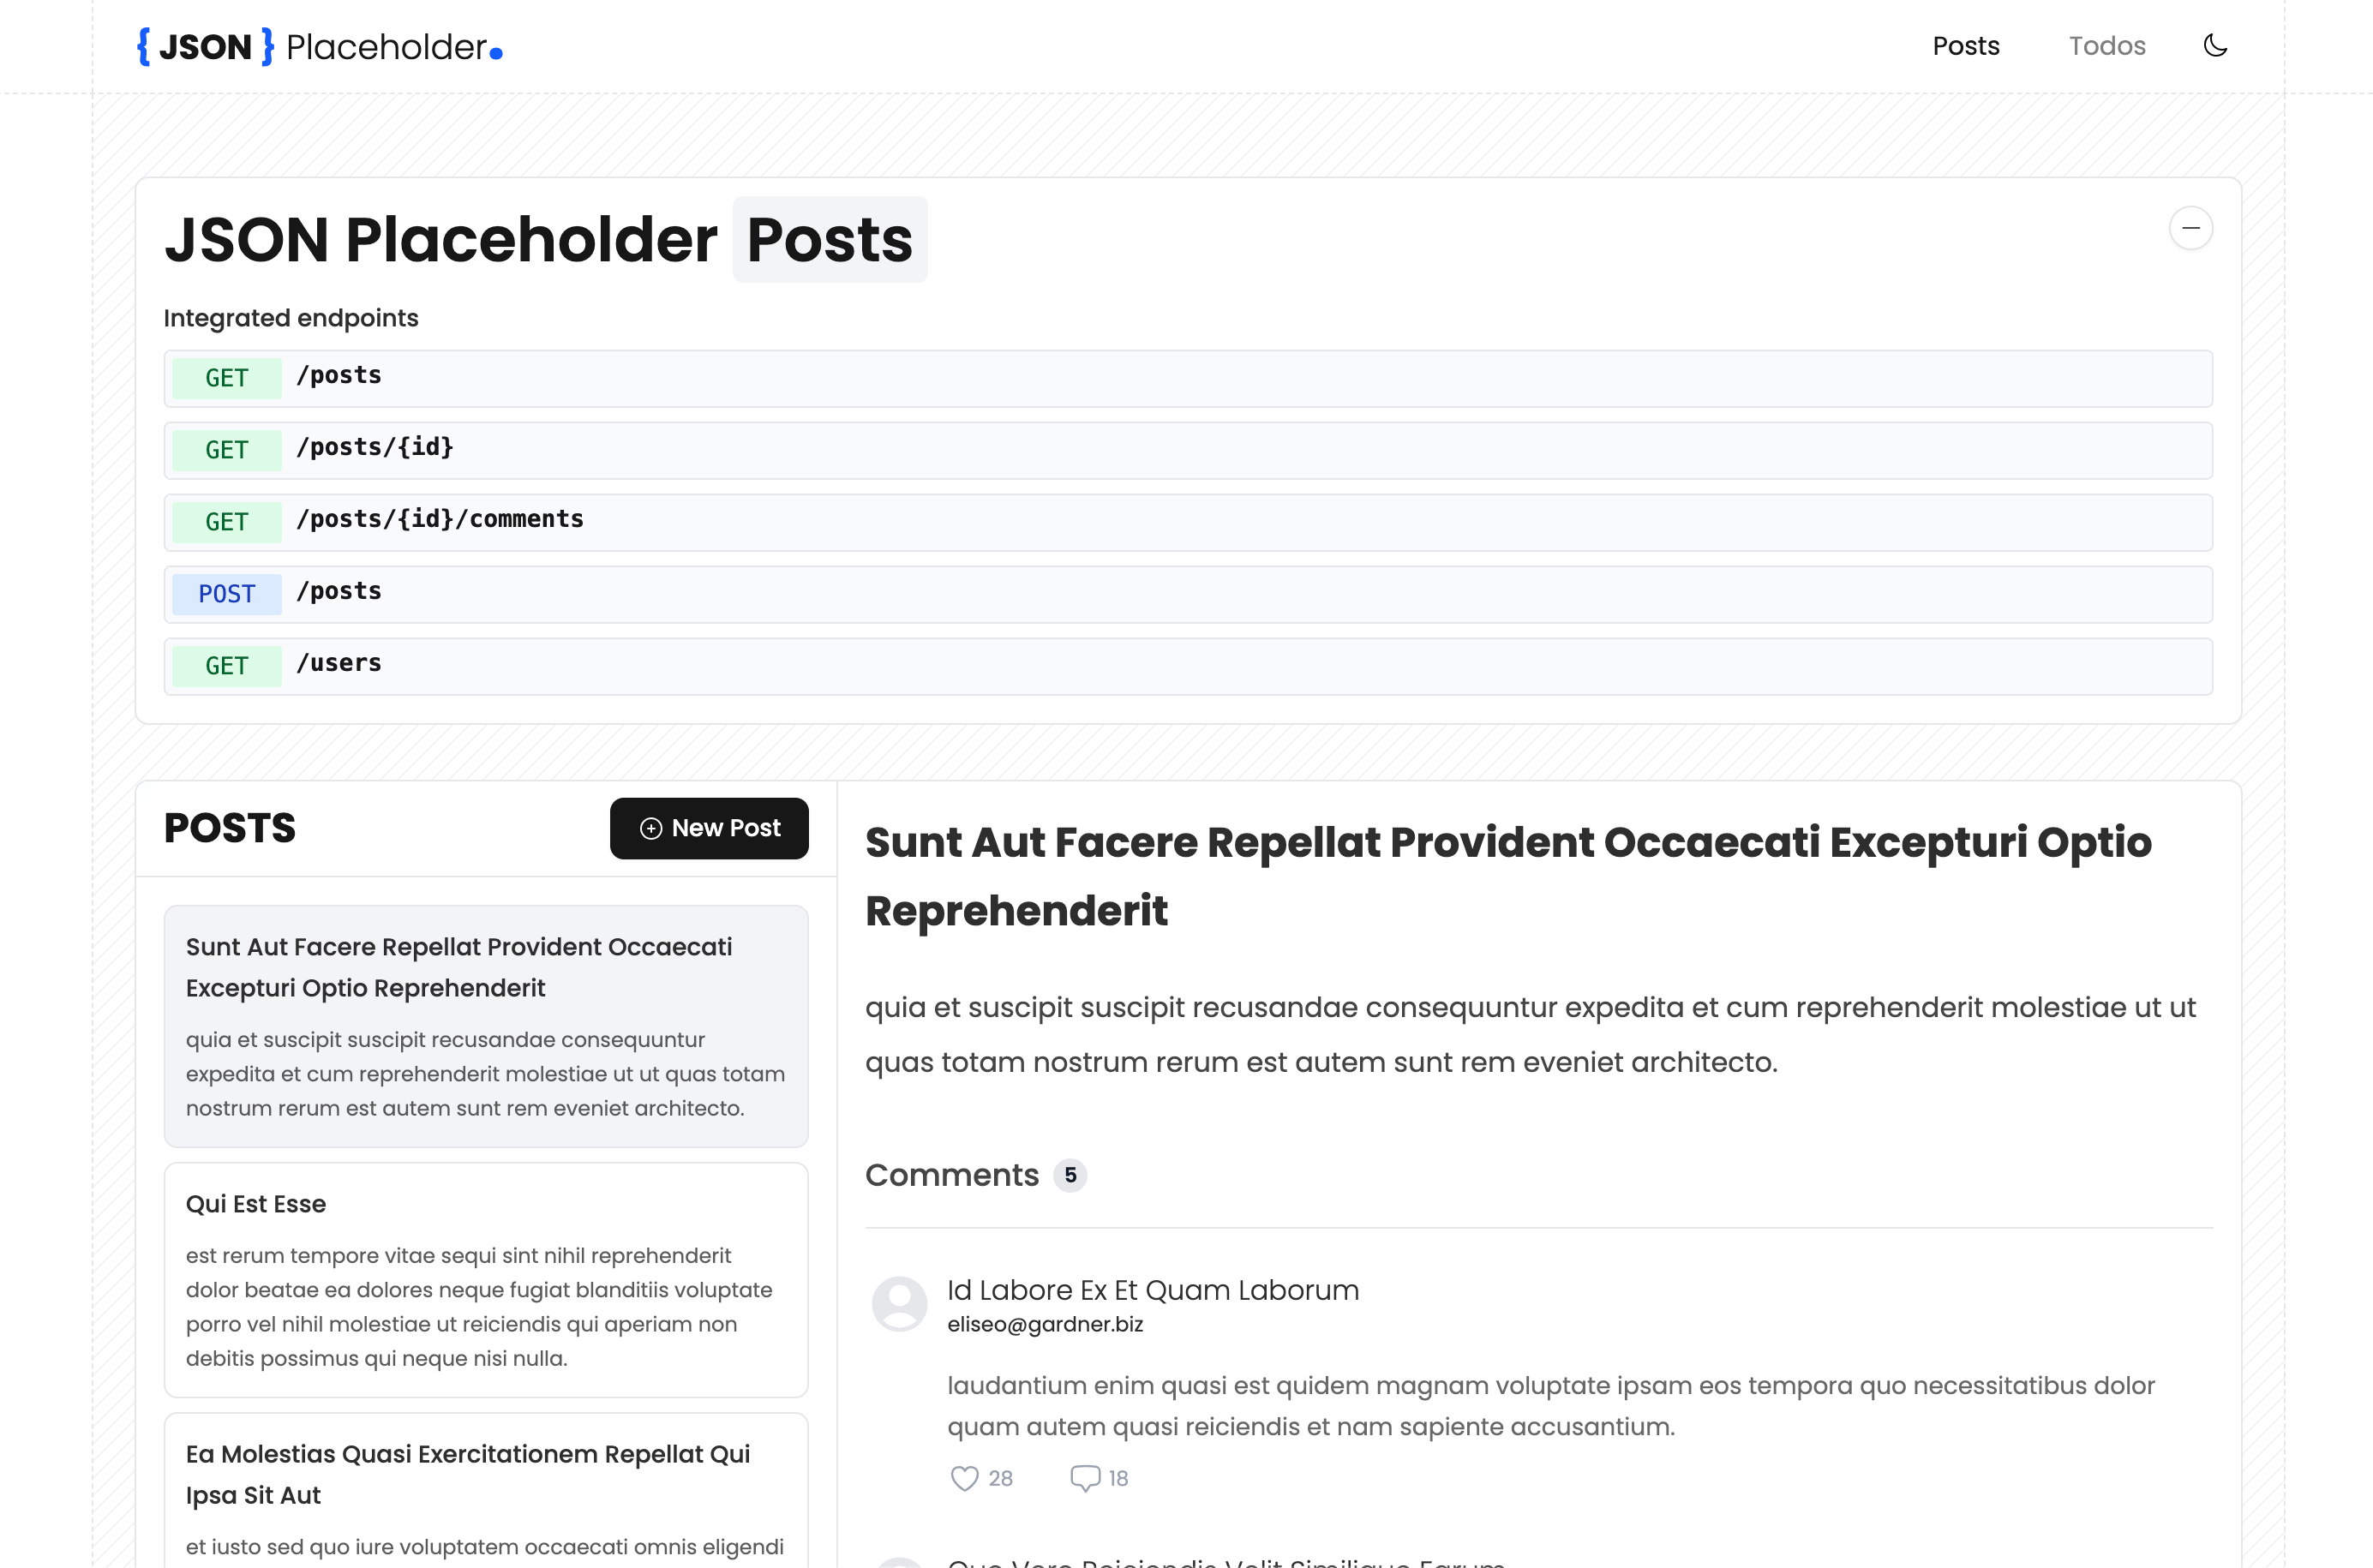 { JSON } Placeholder.
Posts
Todos
JSON Placeholder Posts
Integrated endpoints
GET /posts
GET /posts/{id}
GET /posts/{id}/comments
POST /posts
GET /users
POSTS
New Post
Sunt Aut Facere Repellat Provident Occaecati
Excepturi Optio Reprehenderit
quia et suscipit suscipit recusandae consequuntur
expedita et cum reprehenderit molestiae ut ut quas totam
nostrum rerum est autem sunt rem eveniet architecto.
Qui Est Esse
est rerum tempore vitae sequi sint nihil reprehenderit
dolor beatae ea dolores neque fugiat blanditiis voluptate
porro vel nihil molestiae ut reiciendis qui aperiam non
debitis possimus qui neque nisi nulla.
Ea Molestias Quasi Exercitationem Repellat Qui
Ipsa Sit Aut
et iusto sed quo iure voluptatem occaecati omnis eligendi
Sunt Aut Facere Repellat Provident Occaecati Excepturi Optio
Reprehenderit
quia et suscipit suscipit recusandae consequuntur expedita et cum reprehenderit molestiae ut ut
quas totam nostrum rerum est autem sunt rem eveniet architecto.
Comments 5
Id Labore Ex Et Quam Laborum
eliseo@gardner.biz
laudantium enim quasi est quidem magnam voluptate ipsam eos tempora quo necessitatibus dolor
quam autem quasi reiciendis et nam sapiente accusantium.
28 18
Quo Vero Reiciendis Velit Similique Earum